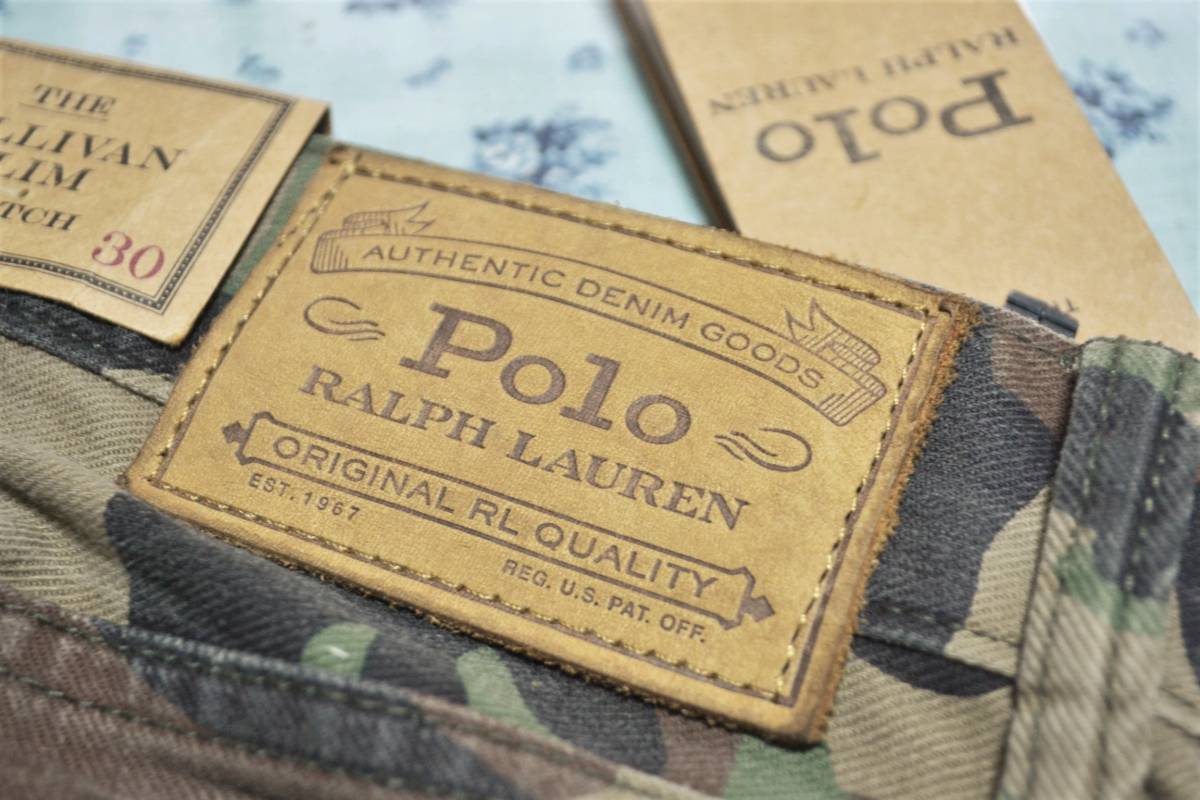 THE
LLIVAN
LIM
TCH
30
AUTHENTIC DENIM GOODS
Polo
RALPH LAUREN
ORIGINAL RL QUALITY
EST. 1967
REG. U.S. PAT. OFF.
Polo
RALPH LAUREN